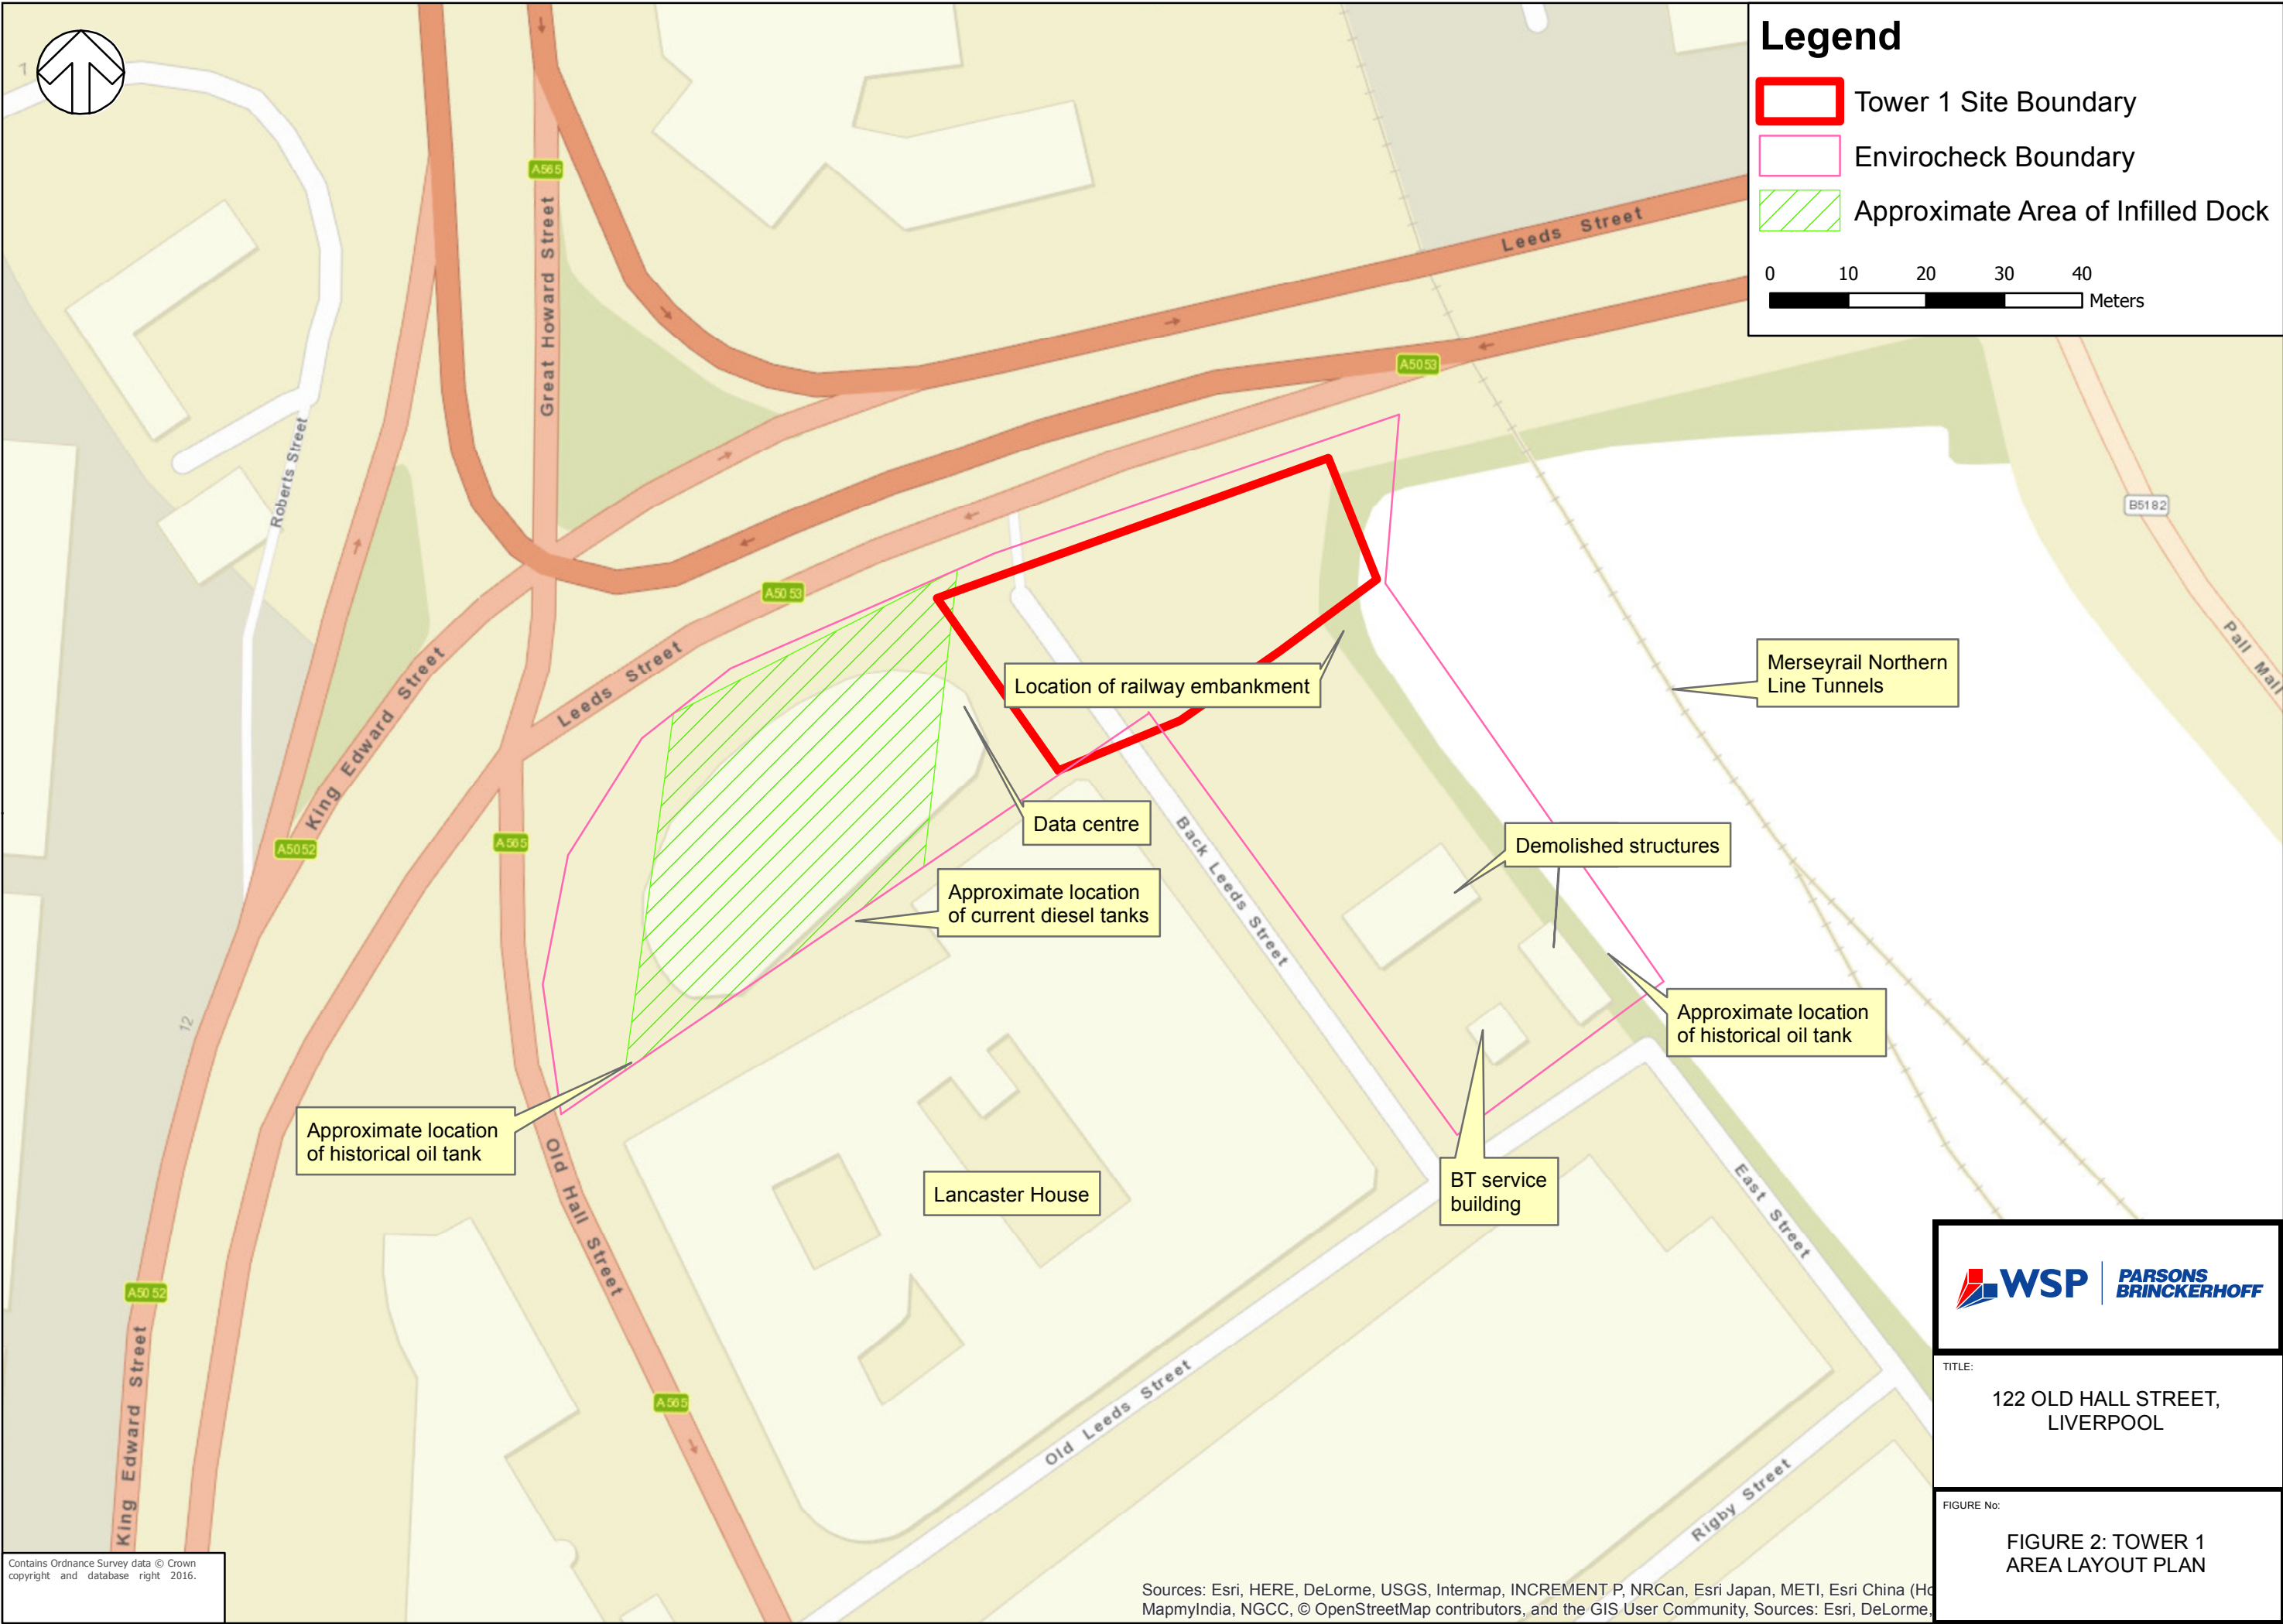 Legend
Tower 1 Site Boundary
Envirocheck Boundary
Approximate Area of Infilled Dock
0 10 20 30 40
Meters
1
A565
Great Howard Street
Leeds Street
A5053
Roberts Street
B5182
A5053
Leeds Street
King Edward Street
Pall Mall
Location of railway embankment
Merseyrail Northern
Line Tunnels
Data centre
A5052
A565
Back Leeds Street
Demolished structures
Approximate location
of current diesel tanks
12
Approximate location
of historical oil tank
Approximate location
of historical oil tank
Old Hall Street
Lancaster House
BT service
building
East Street
A5052
King Edward Street
A565
Old Leeds Street
Rigby Street
WSP
PARSONS
BRINCKERHOFF
TITLE:
122 OLD HALL STREET,
LIVERPOOL
FIGURE No:
FIGURE 2: TOWER 1
AREA LAYOUT PLAN
Contains Ordnance Survey data © Crown
copyright and database right 2016.
Sources: Esri, HERE, DeLorme, USGS, Intermap, INCREMENT P, NRCan, Esri Japan, METI, Esri China (Ho
MapmyIndia, NGCC, © OpenStreetMap contributors, and the GIS User Community, Sources: Esri, DeLorme,